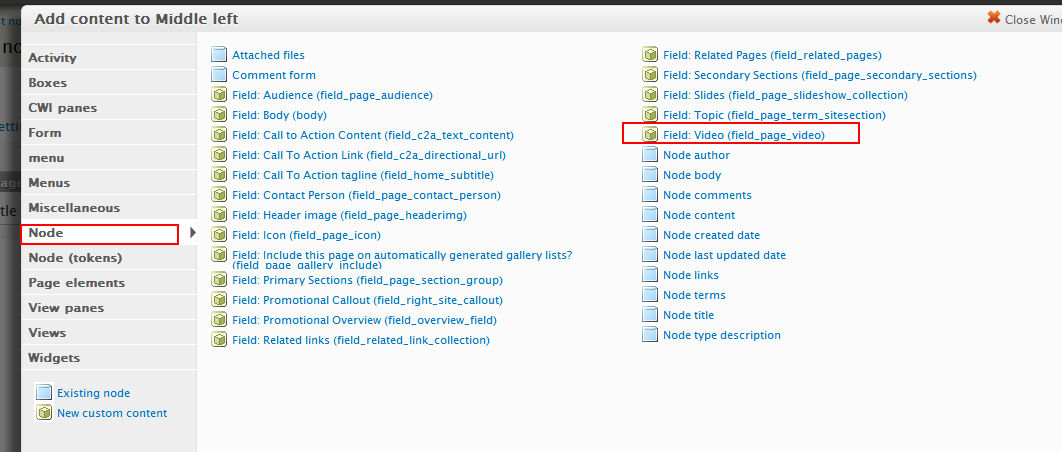 Add content to Middle left
Close Win
Activity
Boxes
CWI panes
Form
menu
Menus
Miscellaneous
Node
Node (tokens)
Page elements
View panes
Views
Widgets
Existing node
New custom content
Attached files
Comment form
Field: Audience (field_page_audience)
Field: Body (body)
Field: Call to Action Content (field_c2a_text_content)
Field: Call To Action Link (field_c2a_directional_url)
Field: Call To Action tagline (field_home_subtitle)
Field: Contact Person (field_page_contact_person)
Field: Header image (field_page_headerimg)
Field: Icon (field_page_icon)
Field: Include this page on automatically generated gallery lists?
(field_page_gallery_include)
Field: Primary Sections (field_page_section_group)
Field: Promotional Callout (field_right_site_callout)
Field: Promotional Overview (field_overview_field)
Field: Related links (field_related_link_collection)
Field: Related Pages (field_related_pages)
Field: Secondary Sections (field_page_secondary_sections)
Field: Slides (field_page_slideshow_collection)
Field: Topic (field_page_term_sitesection)
Field: Video (field_page_video)
Node author
Node body
Node comments
Node content
Node created date
Node last updated date
Node links
Node terms
Node title
Node type description